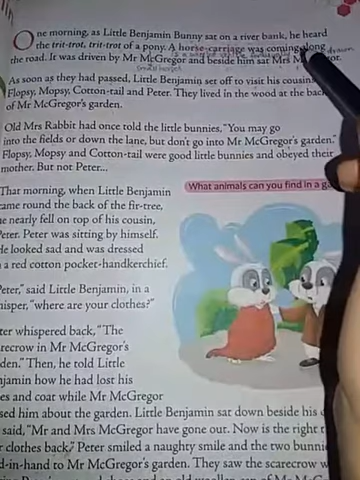 One morning, as Little Benjamin Bunny sat on a river bank, he heard
the trit-trot, trit-trot of a pony. A horse-carriage was coming along
the road. It was driven by Mr McGregor and beside him sat Mrs
As soon as they had passed, Little Benjamin set off to visit his cousins
Flopsy, Mopsy, Cotton-tail and Peter. They lived in the wood at the back
of Mr McGregor's garden.
Old Mrs Rabbit had once told the little bunnies, "You may go
into the fields or down the lane, but don't go into Mr McGregor's garden."
Flopsy, Mopsy and Cotton-tail were good little bunnies and obeyed their
mother. But not Peter...
What animals can you find in a ga
That morning, when Little Benjamin
came round the back of the fir-tree,
he nearly fell on top of his cousin,
Peter. Peter was sitting by himself.
He looked sad and was dressed
a red cotton pocket-handkerchief.
Peter," said Little Benjamin, in a
hisper, "where are your clothes?"
ter whispered back, "The
recrow in Mr McGregor's
den." Then, he told Little
njamin how he had lost his
es and coat while Mr McGregor
sed him about the garden. Little Benjamin sat down beside his
said, "Mr and Mrs McGregor have gone out. Now is the right
r clothes back," Peter smiled a naughty smile and the two bunni
d-in-hand to Mr McGregor's garden. They saw the scarecrow w